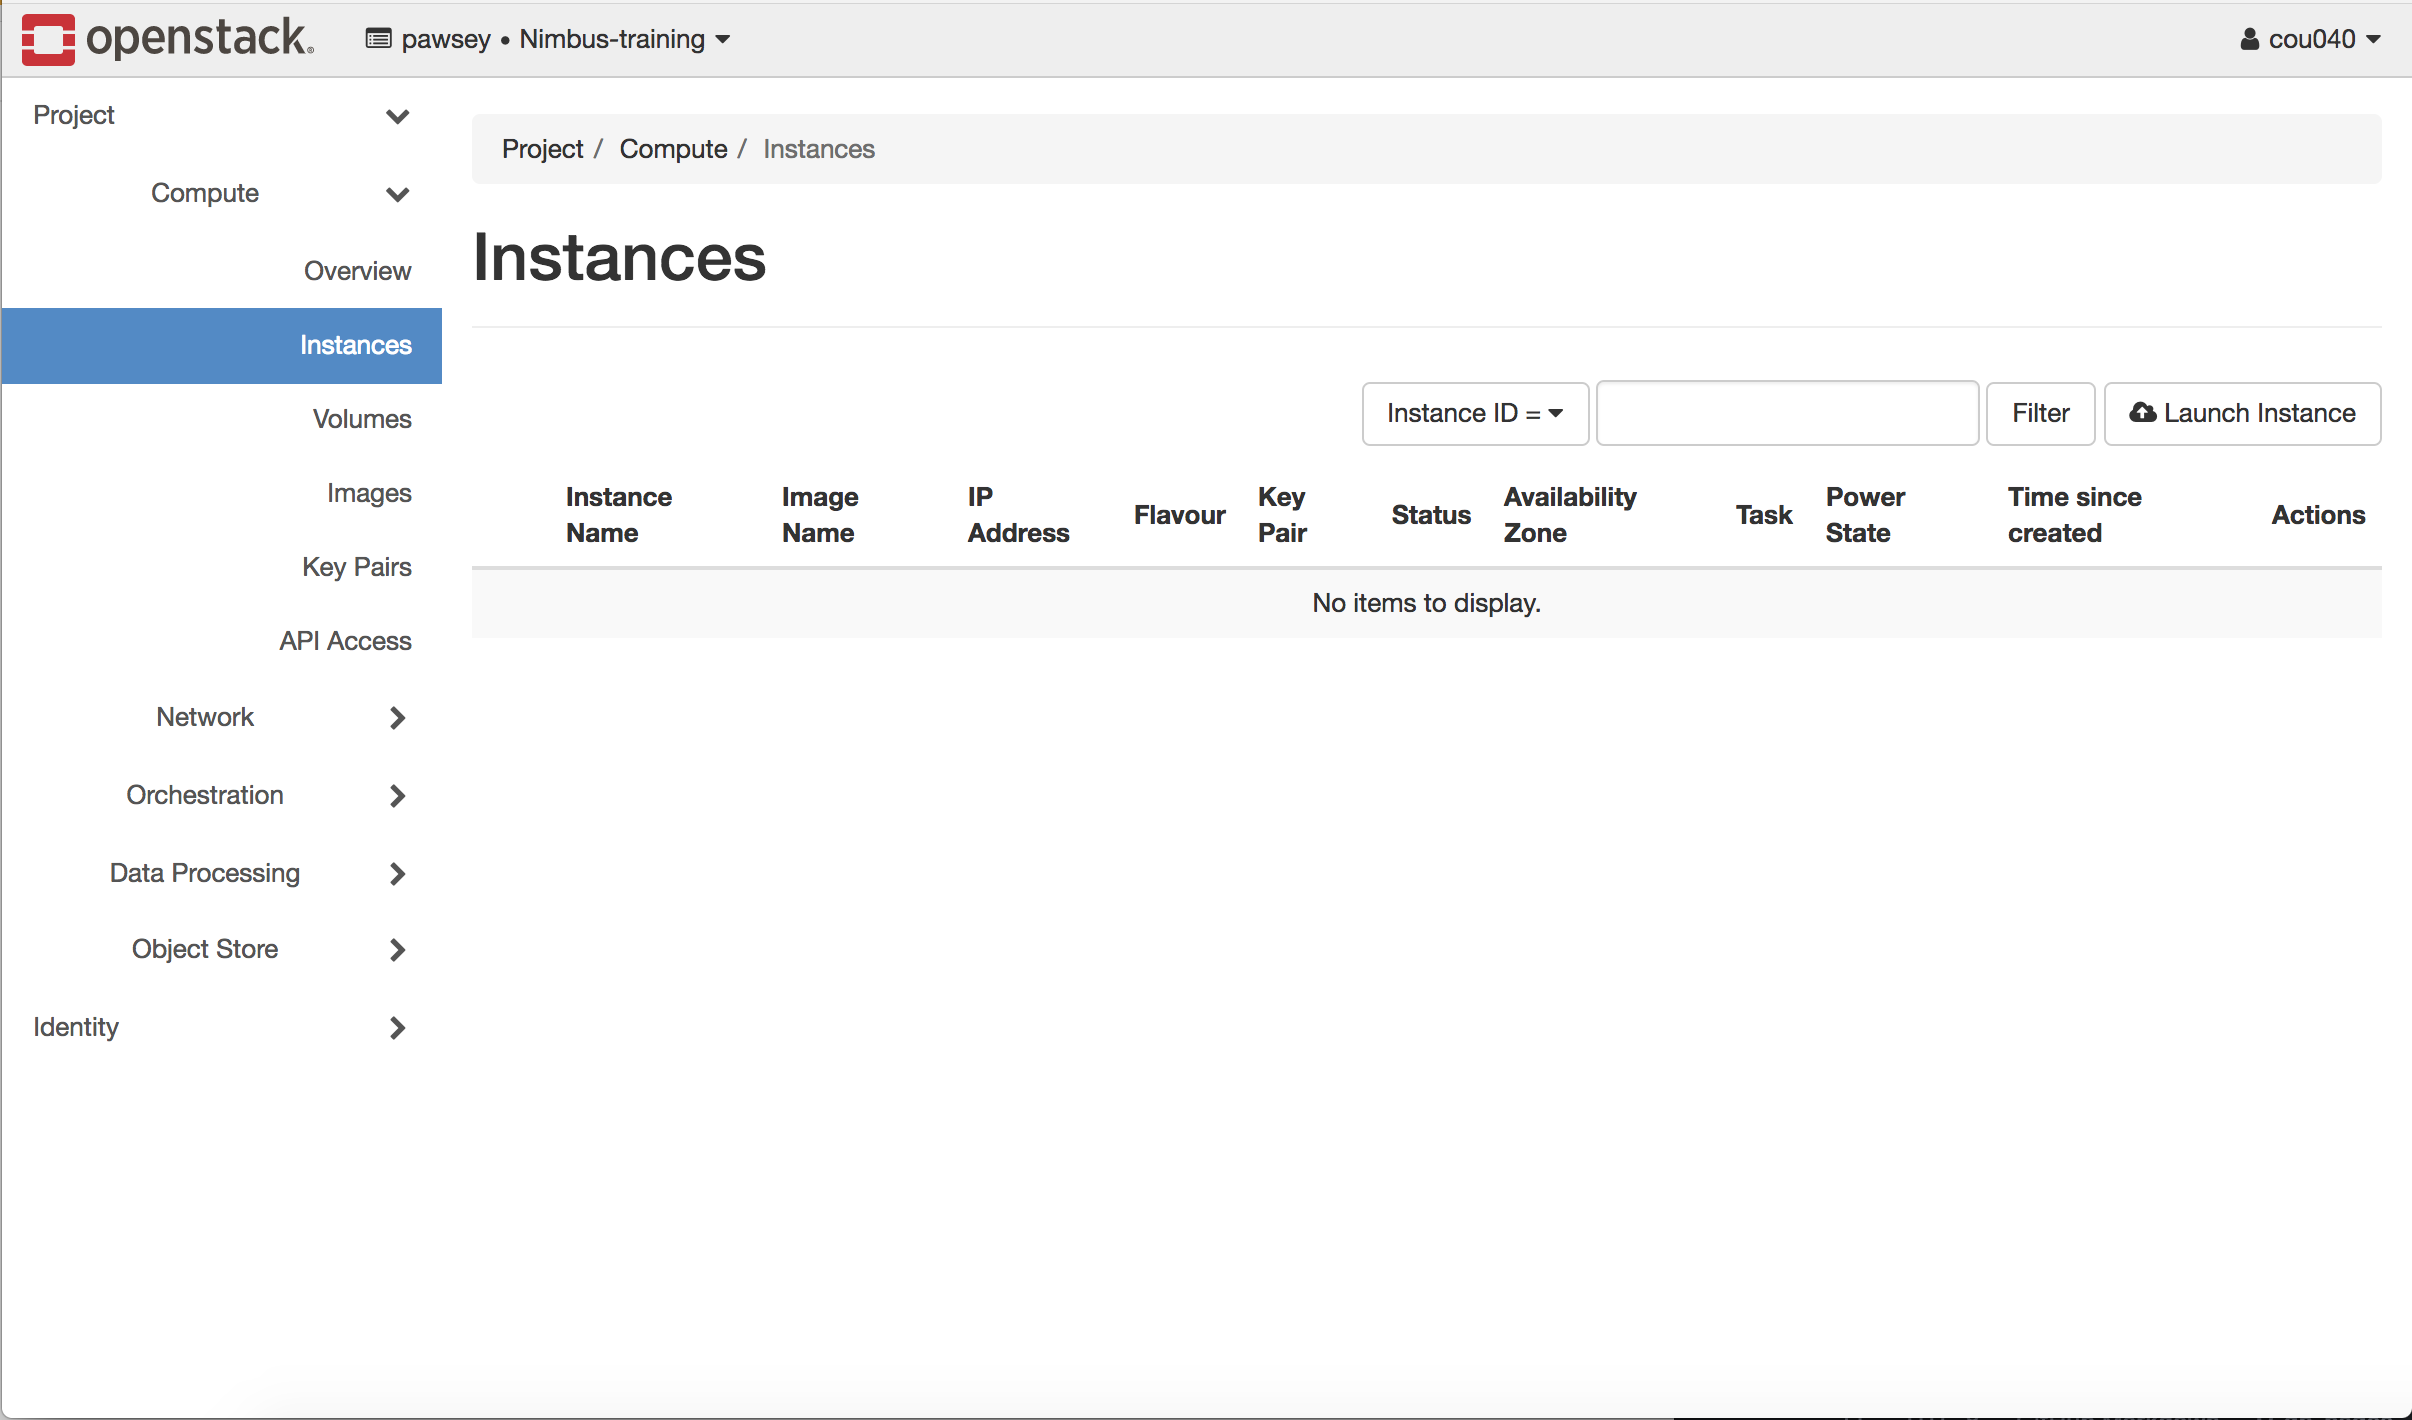 openstack.
pawsey • Nimbus-training
cou040
Project
Compute
Overview
Instances
Volumes
Images
Key Pairs
API Access
Network
Orchestration
Data Processing
Object Store
Identity
Project / Compute / Instances
Instances
Instance ID =
Filter
Launch Instance
Instance Name
Image Name
IP Address
Flavour
Key Pair
Status
Availability Zone
Task
Power State
Time since created
Actions
No items to display.